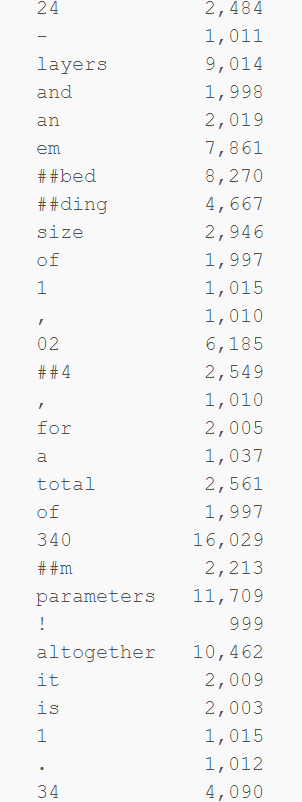 24 2,484
- 1,011
layers 9,014
and 1,998
an 2,019
em 7,861
##bed 8,270
##ding 4,667
size 2,946
of 1,997
1 1,015
, 1,010
02 6,185
##4 2,549
, 1,010
for 2,005
a 1,037
total 2,561
of 1,997
340 16,029
##m 2,213
parameters 11,709
! 999
altogether 10,462
it 2,009
is 2,003
1 1,015
. 1,012
34 4,090